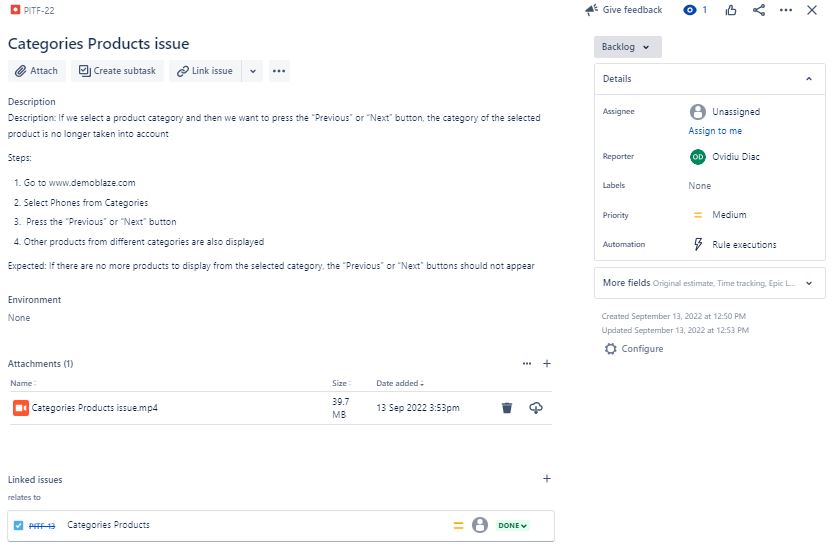 PITF-22
Give feedback 1
Categories Products issue
Backlog
Attach Create subtask Link issue
Details
Description
Description: If we select a product category and then we want to press the “Previous” or “Next” button, the category of the selected
product is no longer taken into account
Assignee Unassigned
Assign to me
Steps:
Reporter OD Ovidiu Diac
1. Go to www.demoblaze.com
Labels None
2. Select Phones from Categories
3. Press the “Previous” or “Next” button
Priority Medium
4. Other products from different categories are also displayed
Automation Rule executions
Expected: If there are no more products to display from the selected category, the “Previous” or “Next” buttons should not appear
More fields Original estimate, Time tracking, Epic L...
Environment
None
Created September 13, 2022 at 12:50 PM
Updated September 13, 2022 at 12:53 PM
Configure
Attachments (1)
Name Size Date added
Categories Products issue.mp4 39.7 MB 13 Sep 2022 3:53pm
Linked issues
relates to
PITF-13 Categories Products DONE